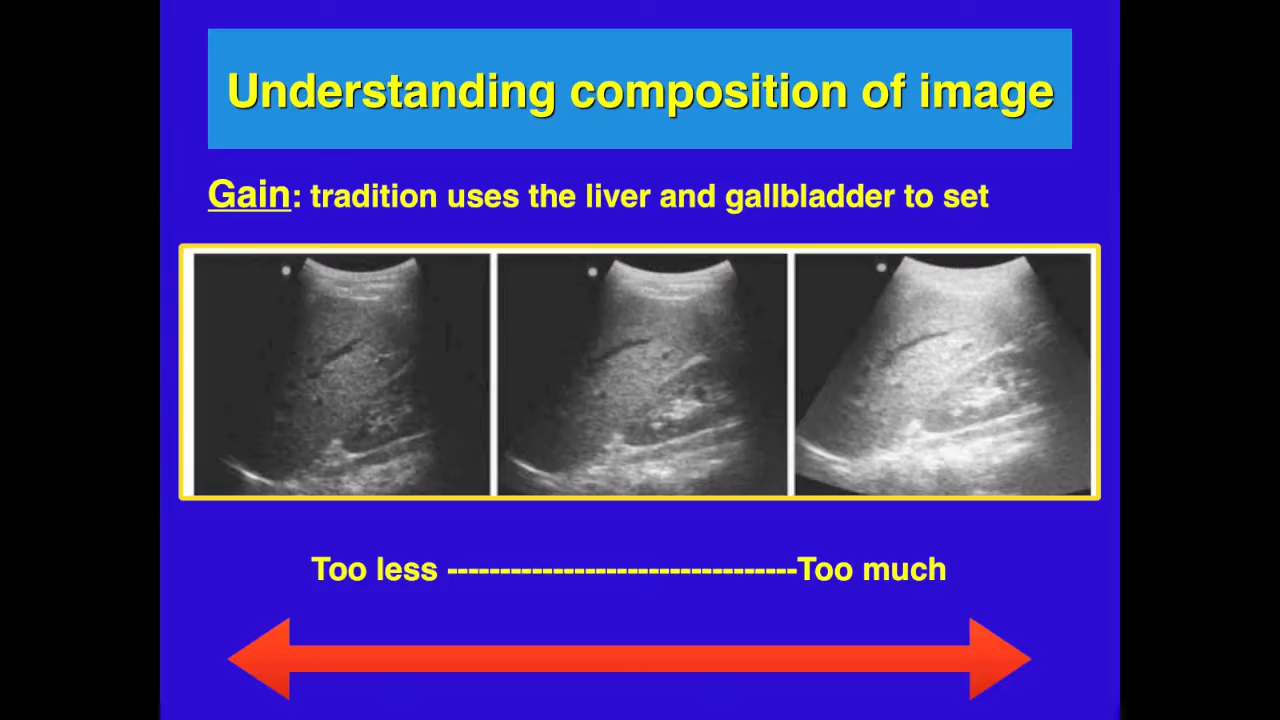 Understanding composition of image
Gain: tradition uses the liver and gallbladder to set
Too less ---------------------------------Too much